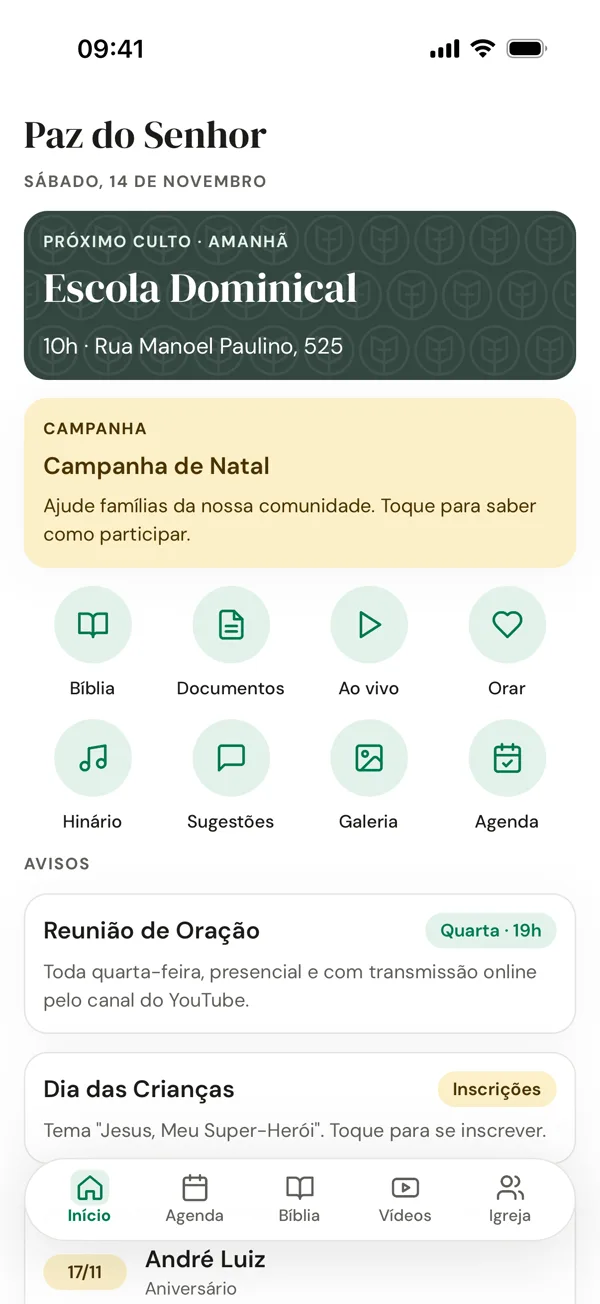 09:41
Paz do Senhor
SÁBADO, 14 DE NOVEMBRO
PRÓXIMO CULTO · AMANHÃ
Escola Dominical
10h · Rua Manoel Paulino, 525
CAMPANHA
Campanha de Natal
Ajude famílias da nossa comunidade. Toque para saber
como participar.
Bíblia Documentos Ao vivo Orar
Hinário Sugestões Galeria Agenda
AVISOS
Reunião de Oração Quarta · 19h
Toda quarta-feira, presencial e com transmissão online
pelo canal do YouTube.
Dia das Crianças Inscrições
Tema "Jesus, Meu Super-Herói". Toque para se inscrever.
Início Agenda Bíblia Vídeos Igreja
17/11 André Luiz
Aniversário